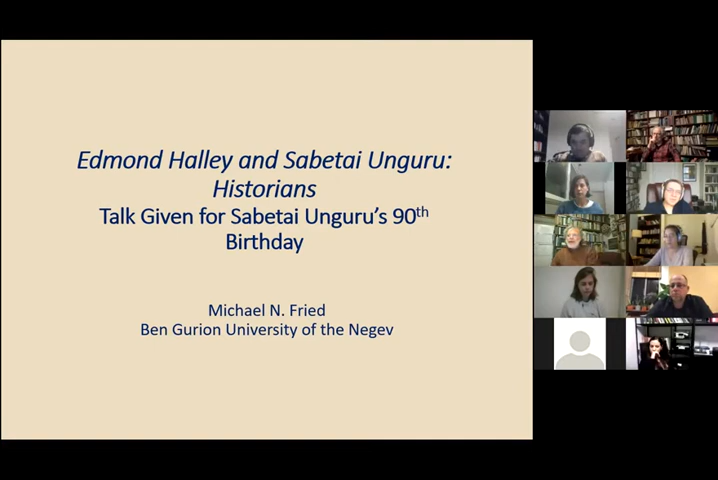 Edmond Halley and Sabetai Unguru:
Historians
Talk Given for Sabetai Unguru's 90th
Birthday
Michael N. Fried
Ben Gurion University of the Negev